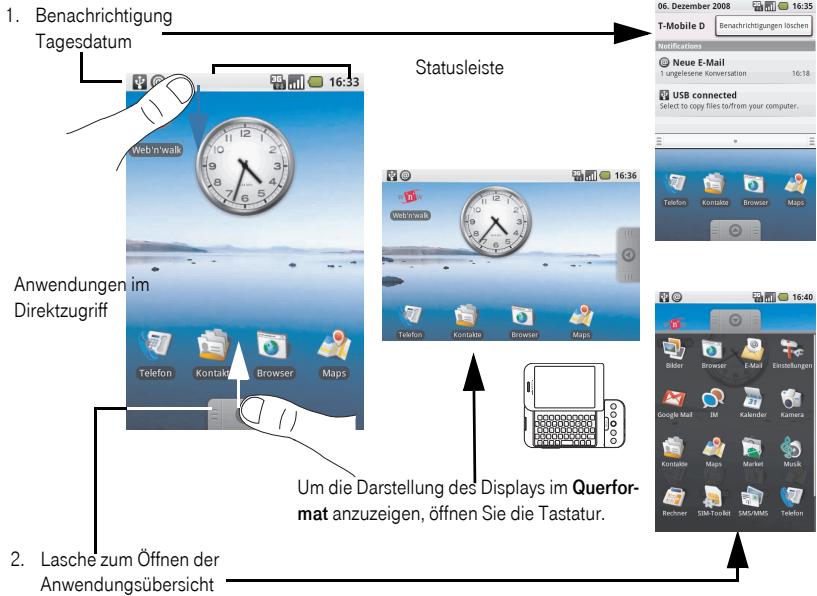 1. Benachrichtigung
Tagesdatum
Statusleiste
16:33
Web'n'walk
Anwendungen im
Direktzugriff
Telefon
Kontakte
Browser
Maps
16:36
Web'n'walk
Telefon
Kontakte
Browser
Maps
06. Dezember 2008
16:35
T-Mobile D
Benachrichtigungen löschen
Notifications
Neue E-Mail
1 ungelesene Konversation
16:18
USB connected
Select to copy files to/from your computer.
Telefon
Kontakte
Browser
Maps
16:40
Bilder
Browser
E-Mail
Einstellungen
Google Mail
IM
Kalender
Kamera
Kontakte
Maps
Market
Musik
Rechner
SIM-Toolkit
SMS/MMS
Telefon
Um die Darstellung des Displays im Querfor-
mat anzuzeigen, öffnen Sie die Tastatur.
2. Lasche zum Öffnen der
Anwendungsübersicht